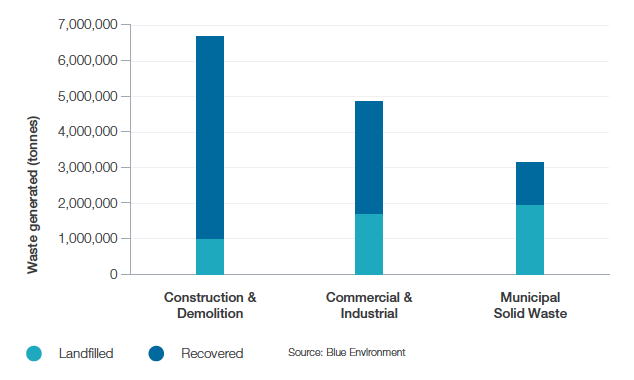 Waste generated (tonnes)
7,000,000
6,000,000
5,000,000
4,000,000
3,000,000
2,000,000
1,000,000
0
Construction &
Demolition
Commercial &
Industrial
Municipal
Solid Waste
Landfilled
Recovered
Source: Blue Environment